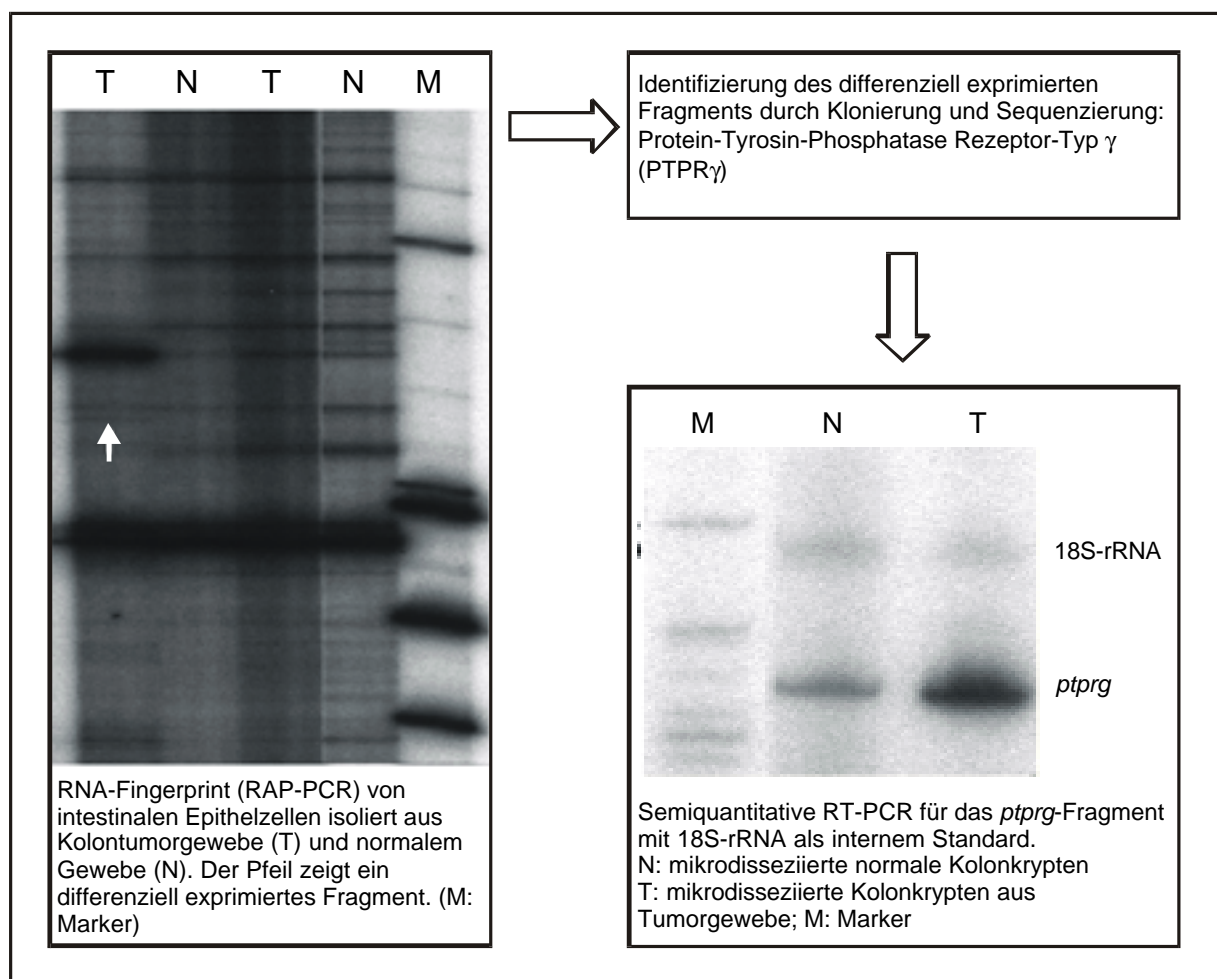 T N T N M
RNA-Fingerprint (RAP-PCR) von
intestinalen Epithelzellen isoliert aus
Kolontumorgewebe (T) und normalem
Gewebe (N). Der Pfeil zeigt ein
differenziell exprimiertes Fragment. (M:
Marker)
Identifizierung des differenziell exprimierten
Fragments durch Klonierung und Sequenzierung:
Protein-Tyrosin-Phosphatase Rezeptor-Typ γ
(PTPRγ)
M N T
18S-rRNA
ptprg
Semiquantitative RT-PCR für das ptprg-Fragment
mit 18S-rRNA als internem Standard.
N: mikrodisseziierte normale Kolonkrypten
T: mikrodisseziierte Kolonkrypten aus
Tumorgewebe; M: Marker